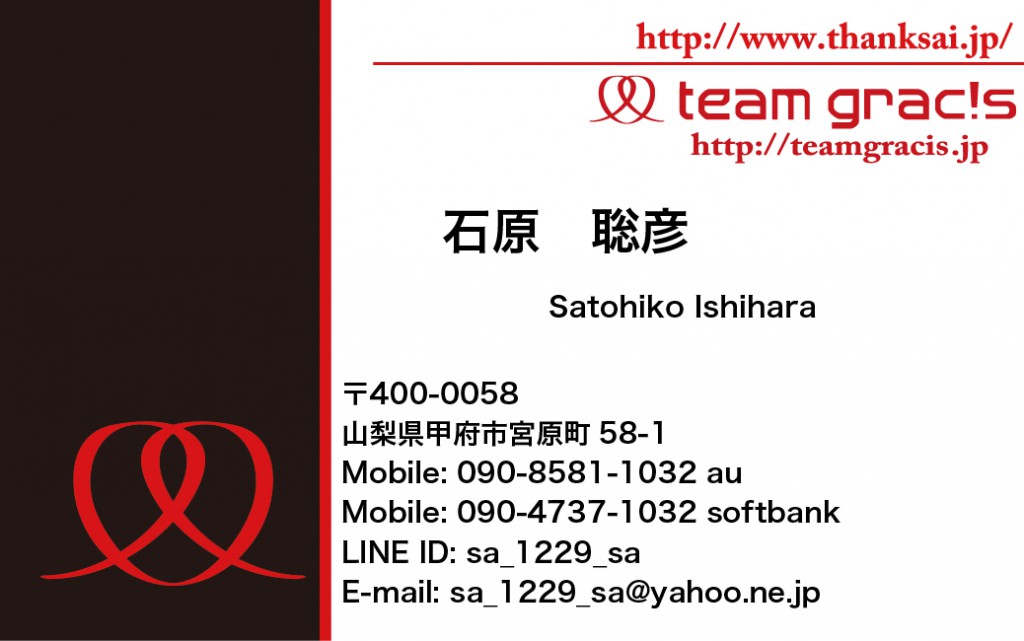 http://www.thanksai.jp/
team grac!s
http://teamgracis.jp
石原　聡彦
Satohiko Ishihara
〒400-0058
山梨県甲府市宮原町 58-1
Mobile: 090-8581-1032 au
Mobile: 090-4737-1032 softbank
LINE ID: sa_1229_sa
E-mail: sa_1229_sa@yahoo.ne.jp